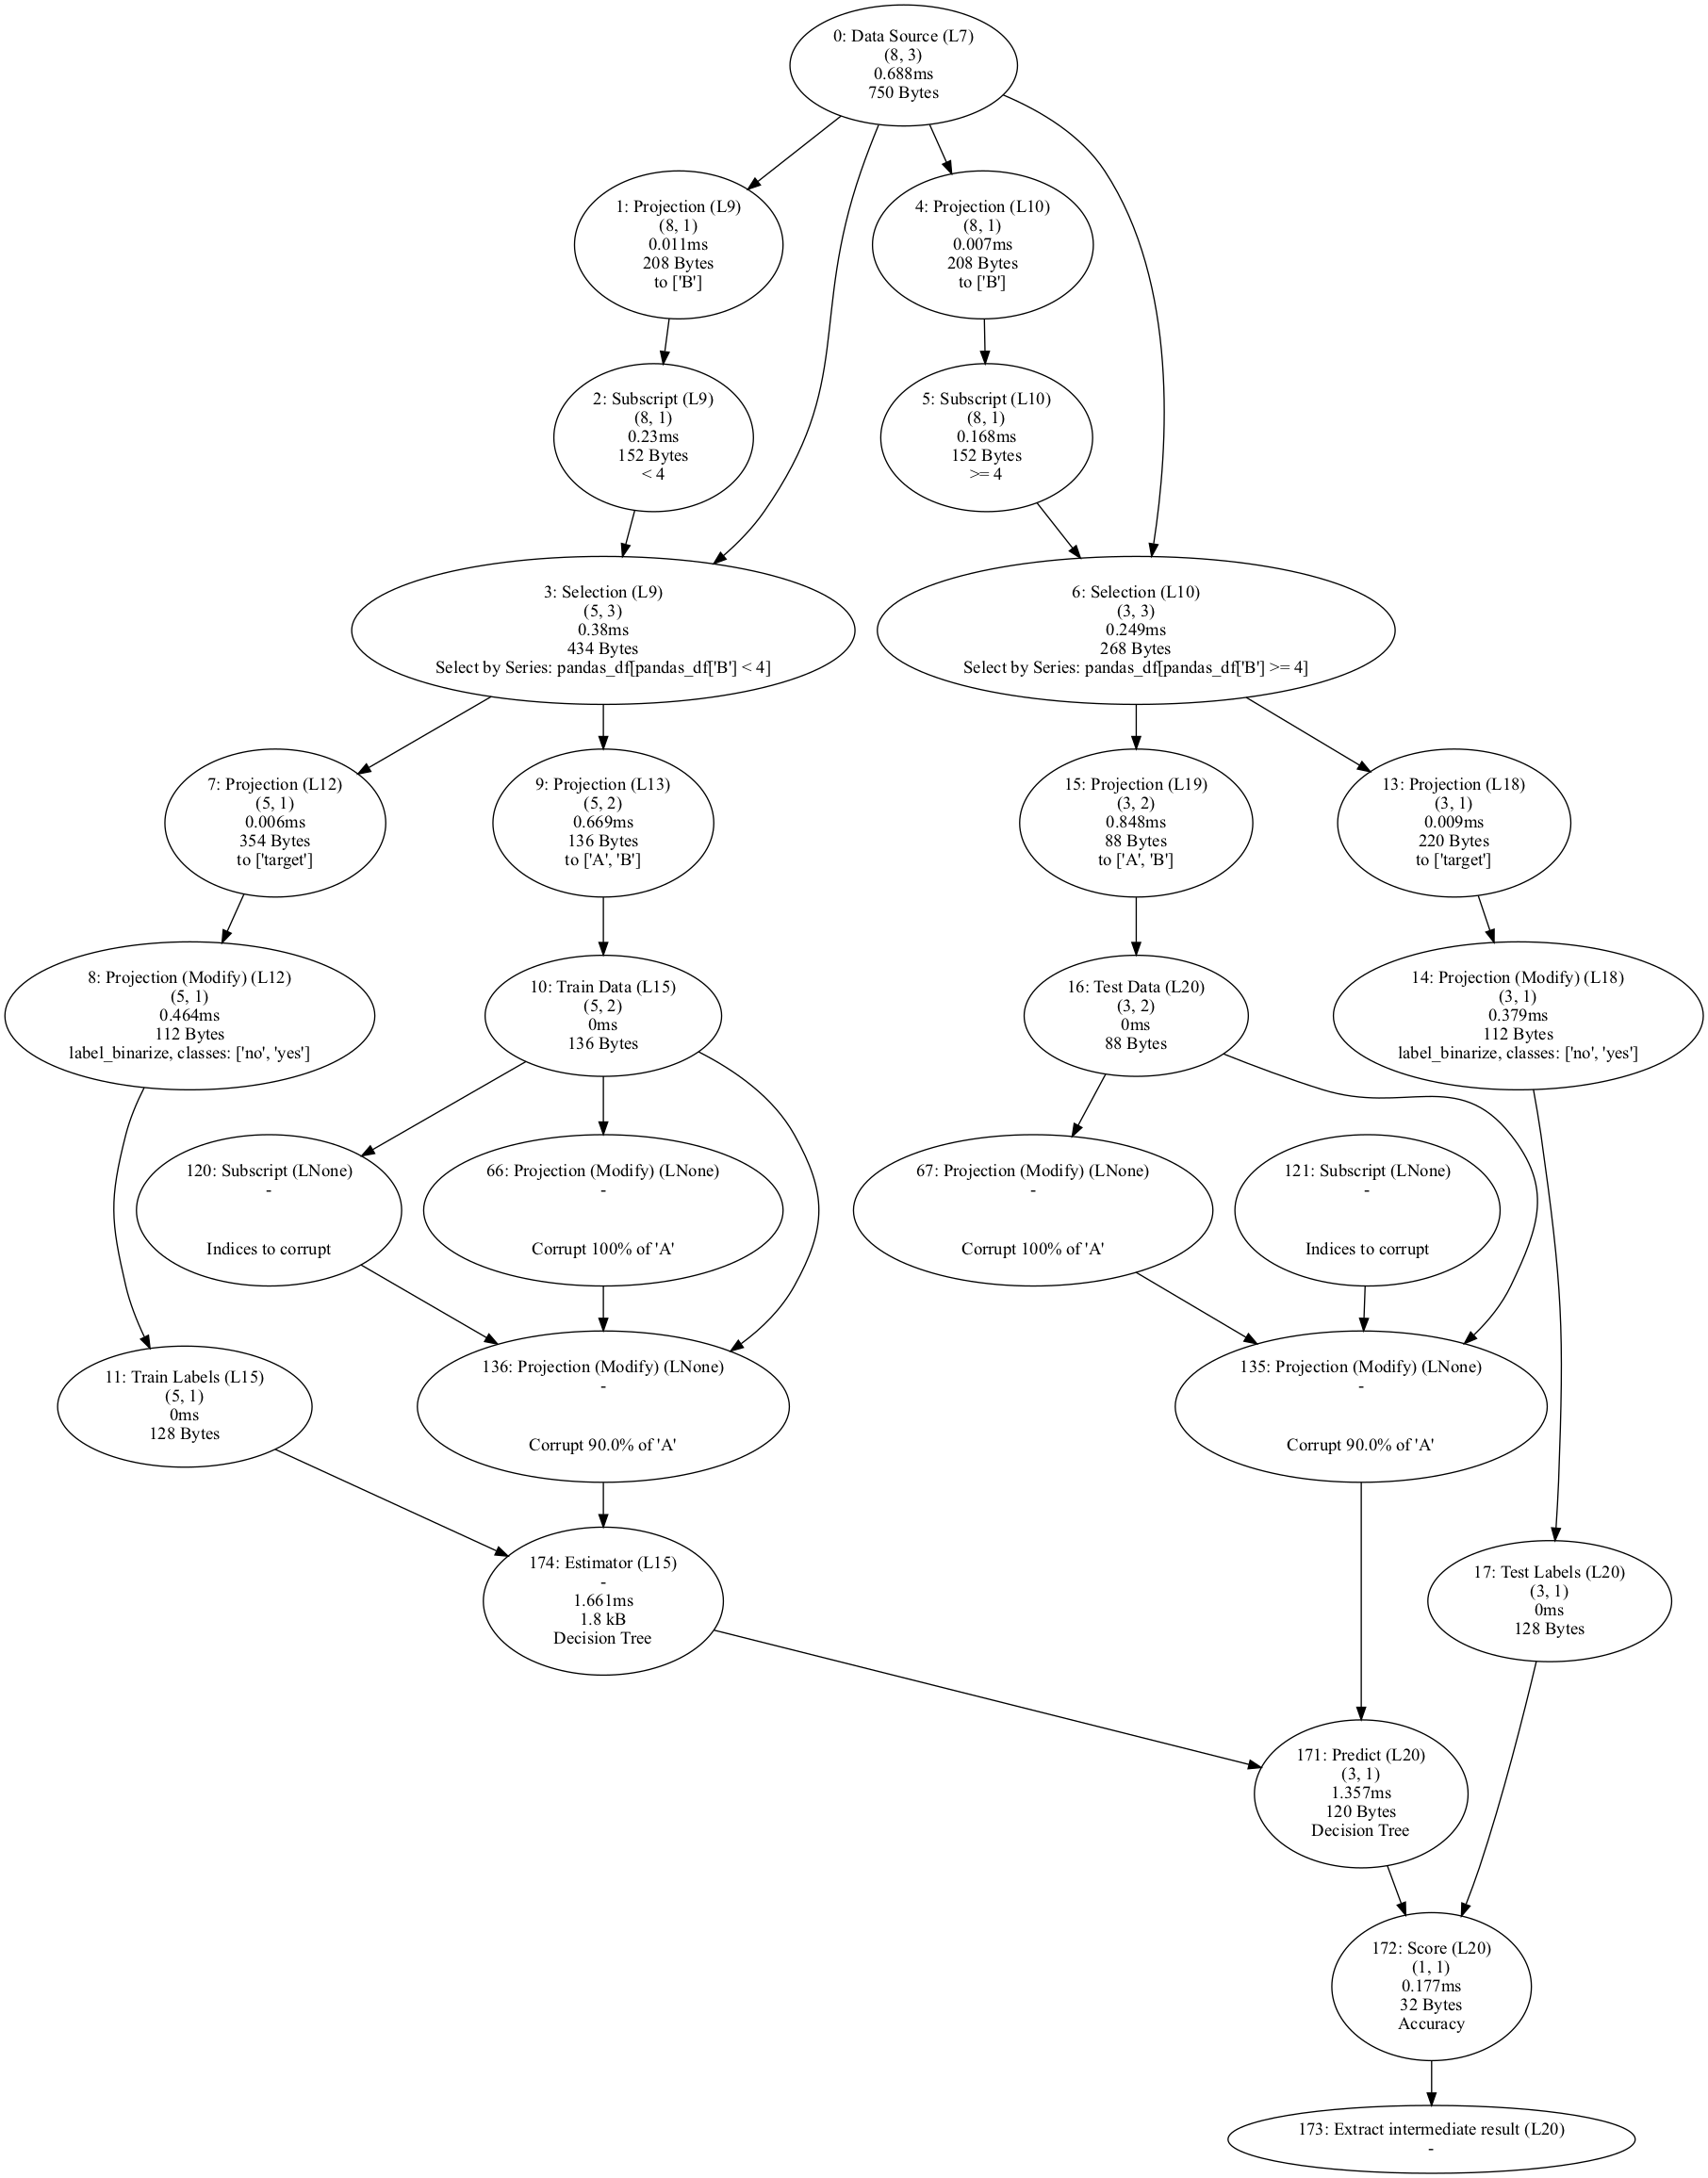 0: Data Source (L7)
(8, 3)
0.688ms
750 Bytes
1: Projection (L9)
(8, 1)
0.011ms
208 Bytes
to ['B']
4: Projection (L10)
(8, 1)
0.007ms
208 Bytes
to ['B']
2: Subscript (L9)
(8, 1)
0.23ms
152 Bytes
< 4
5: Subscript (L10)
(8, 1)
0.168ms
152 Bytes
>= 4
3: Selection (L9)
(5, 3)
0.38ms
434 Bytes
Select by Series: pandas_df[pandas_df['B'] < 4]
6: Selection (L10)
(3, 3)
0.249ms
268 Bytes
Select by Series: pandas_df[pandas_df['B'] >= 4]
7: Projection (L12)
(5, 1)
0.006ms
354 Bytes
to ['target']
9: Projection (L13)
(5, 2)
0.669ms
136 Bytes
to ['A', 'B']
15: Projection (L19)
(3, 2)
0.848ms
88 Bytes
to ['A', 'B']
13: Projection (L18)
(3, 1)
0.009ms
220 Bytes
to ['target']
8: Projection (Modify) (L12)
(5, 1)
0.464ms
112 Bytes
label_binarize, classes: ['no', 'yes']
10: Train Data (L15)
(5, 2)
0ms
136 Bytes
16: Test Data (L20)
(3, 2)
0ms
88 Bytes
14: Projection (Modify) (L18)
(3, 1)
0.379ms
112 Bytes
label_binarize, classes: ['no', 'yes']
120: Subscript (LNone)
-
Indices to corrupt
66: Projection (Modify) (LNone)
-
Corrupt 100% of 'A'
67: Projection (Modify) (LNone)
-
Corrupt 100% of 'A'
121: Subscript (LNone)
-
Indices to corrupt
11: Train Labels (L15)
(5, 1)
0ms
128 Bytes
136: Projection (Modify) (LNone)
-
Corrupt 90.0% of 'A'
135: Projection (Modify) (LNone)
-
Corrupt 90.0% of 'A'
174: Estimator (L15)
-
1.661ms
1.8 kB
Decision Tree
17: Test Labels (L20)
(3, 1)
0ms
128 Bytes
171: Predict (L20)
(3, 1)
1.357ms
120 Bytes
Decision Tree
172: Score (L20)
(1, 1)
0.177ms
32 Bytes
Accuracy
173: Extract intermediate result (L20)
-